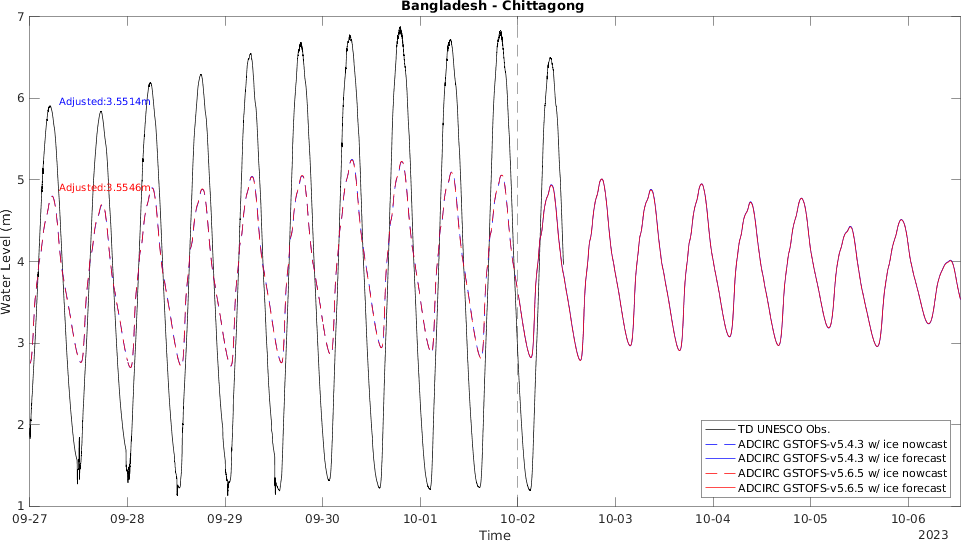 Bangladesh - Chittagong
7
6
5
4
3
2
1
Water Level (m)
Adjusted:3.5514m
Adjusted:3.5546m
TD UNESCO Obs.
ADCIRC GSTOFS-v5.4.3 w/ ice nowcast
ADCIRC GSTOFS-v5.4.3 w/ ice forecast
ADCIRC GSTOFS-v5.6.5 w/ ice nowcast
ADCIRC GSTOFS-v5.6.5 w/ ice forecast
09-27 09-28 09-29 09-30 10-01 10-02 10-03 10-04 10-05 10-06
Time
2023